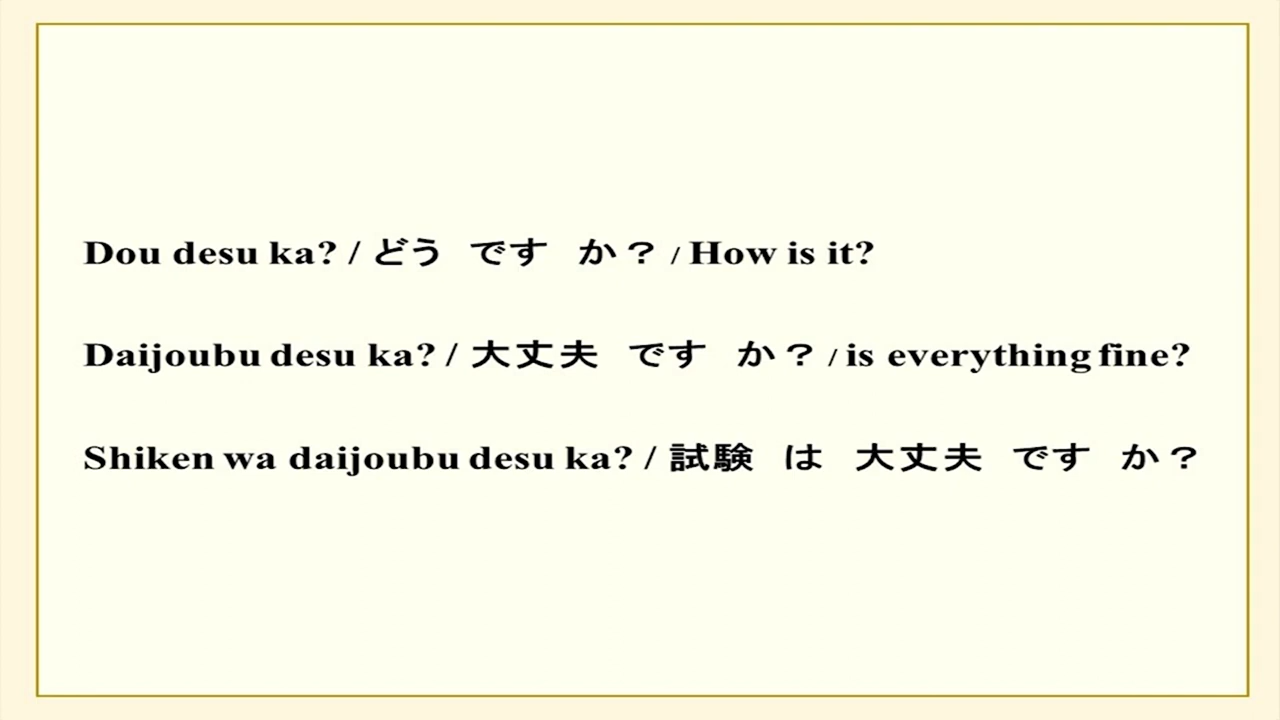 Dou desu ka? / どう　です　か？ / How is it?
Daijoubu desu ka? / 大丈夫　です　か？ / is everything fine?
Shiken wa daijoubu desu ka? / 試験　は　大丈夫　です　か？